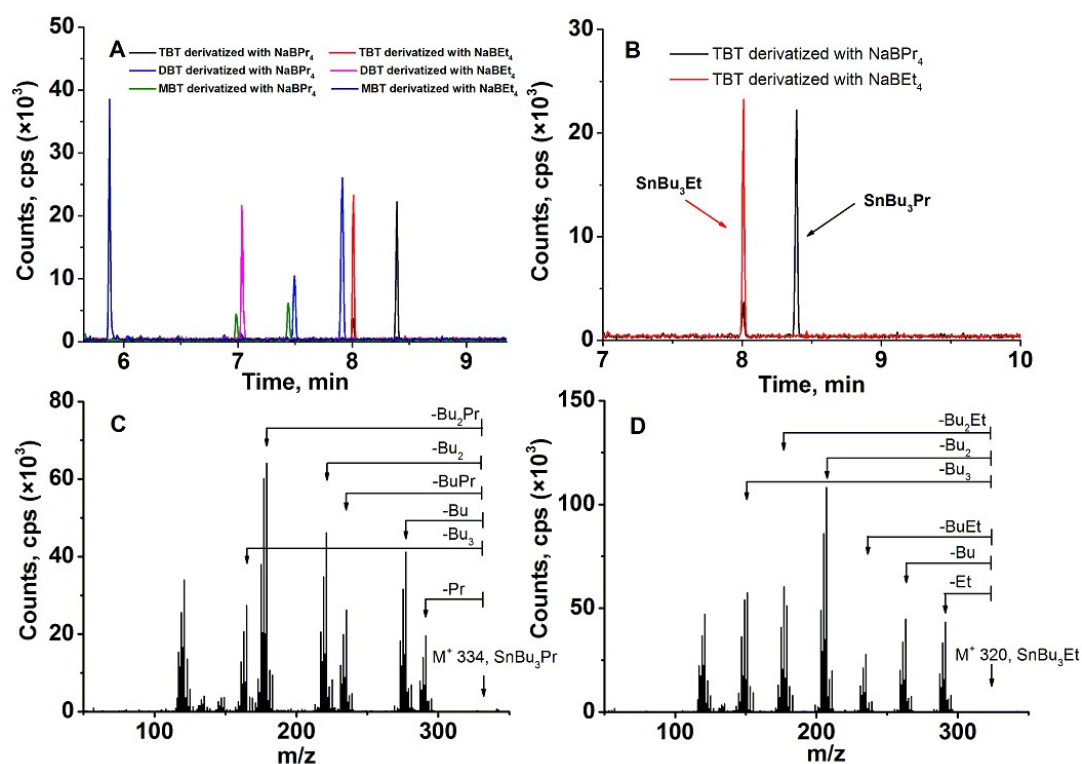 A
TBT derivatized with NaBPr₄
TBT derivatized with NaBEt₄
DBT derivatized with NaBPr₄
DBT derivatized with NaBEt₄
MBT derivatized with NaBPr₄
MBT derivatized with NaBEt₄
Counts, cps (×10³)
50
40
30
20
10
0
6
7
8
9
Time, min
B
TBT derivatized with NaBPr₄
TBT derivatized with NaBEt₄
SnBu₃Et
SnBu₃Pr
Counts, cps (×10³)
30
20
10
0
7
8
9
10
Time, min
C
-Bu₂Pr
-Bu₂
-BuPr
-Bu
-Bu₃
-Pr
M⁺ 334, SnBu₃Pr
Counts, cps (×10³)
80
60
40
20
0
100
200
300
m/z
D
-Bu₂Et
-Bu₂
-Bu₃
-BuEt
-Bu
-Et
M⁺ 320, SnBu₃Et
Counts, cps (×10³)
150
100
50
0
100
200
300
m/z